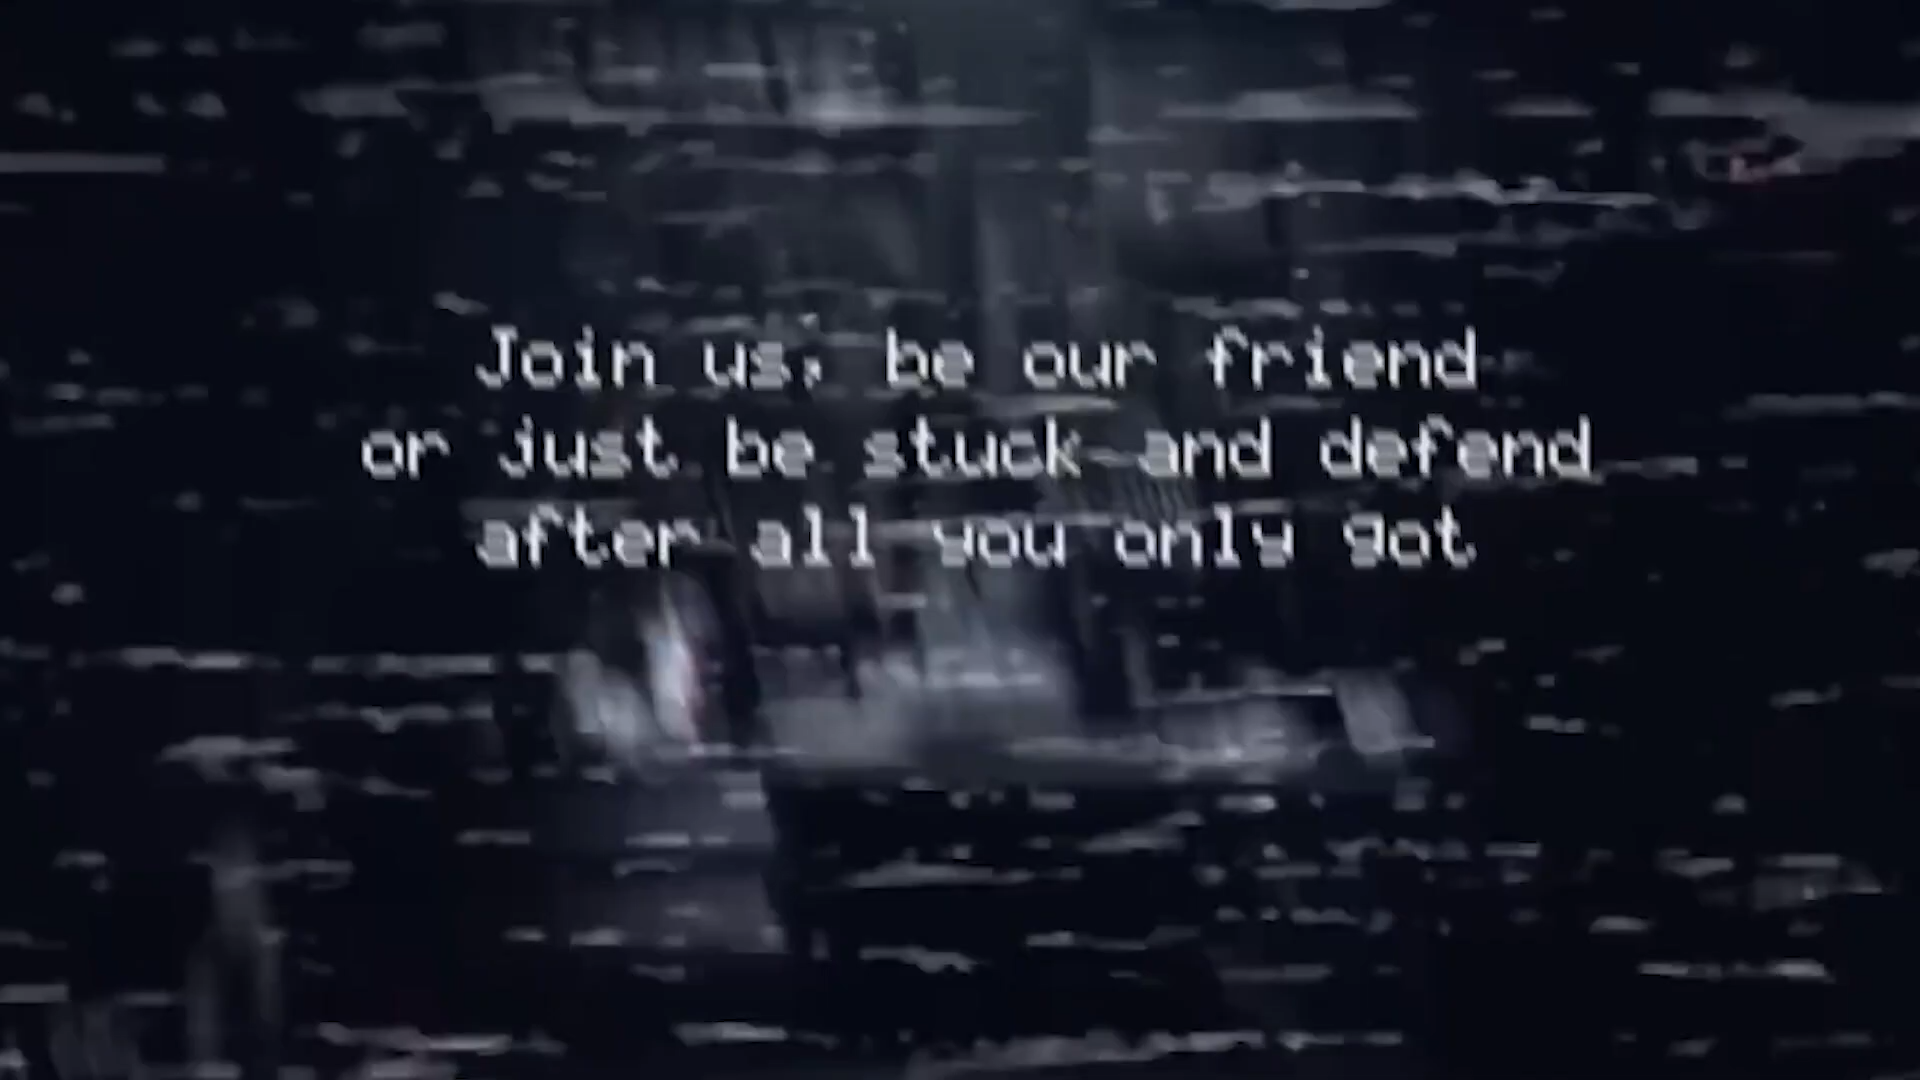 Join us, be our friend
or just be stuck and defend
after all you only got